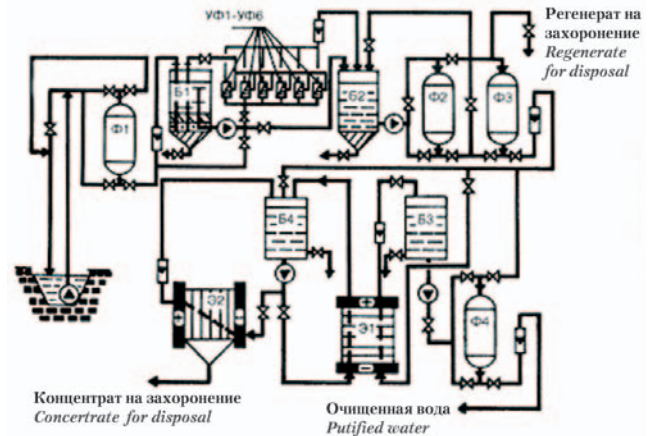 УФ1-УФ6
Регенерат на
захоронение
Regenerate
for disposal
Б1
Б2
Ф2
Ф3
Ф1
Б4
Б3
Э2
Э1
Ф4
+
−
Концентрат на захоронение
Concertrate for disposal
Очищенная вода
Putified water